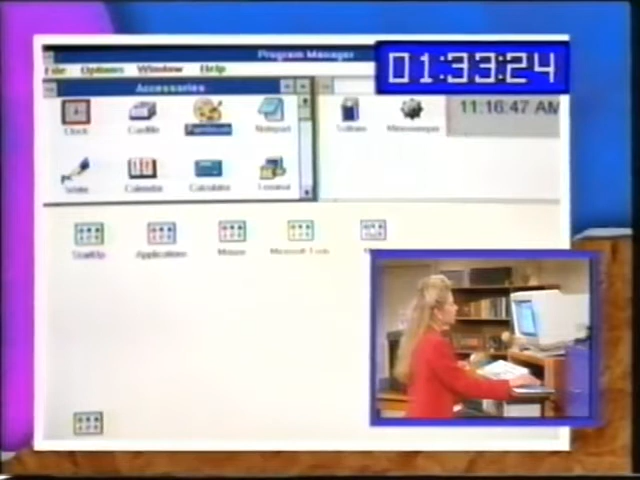 Program Manager
01:33:24
File Options Window Help
Accessories
11:16:47 AM
Clock Cardfile Paintbrush Notepad Solitaire Minesweeper
Write Calendar Calculator Terminal
StartUp Applications Mouse Microsoft Tools